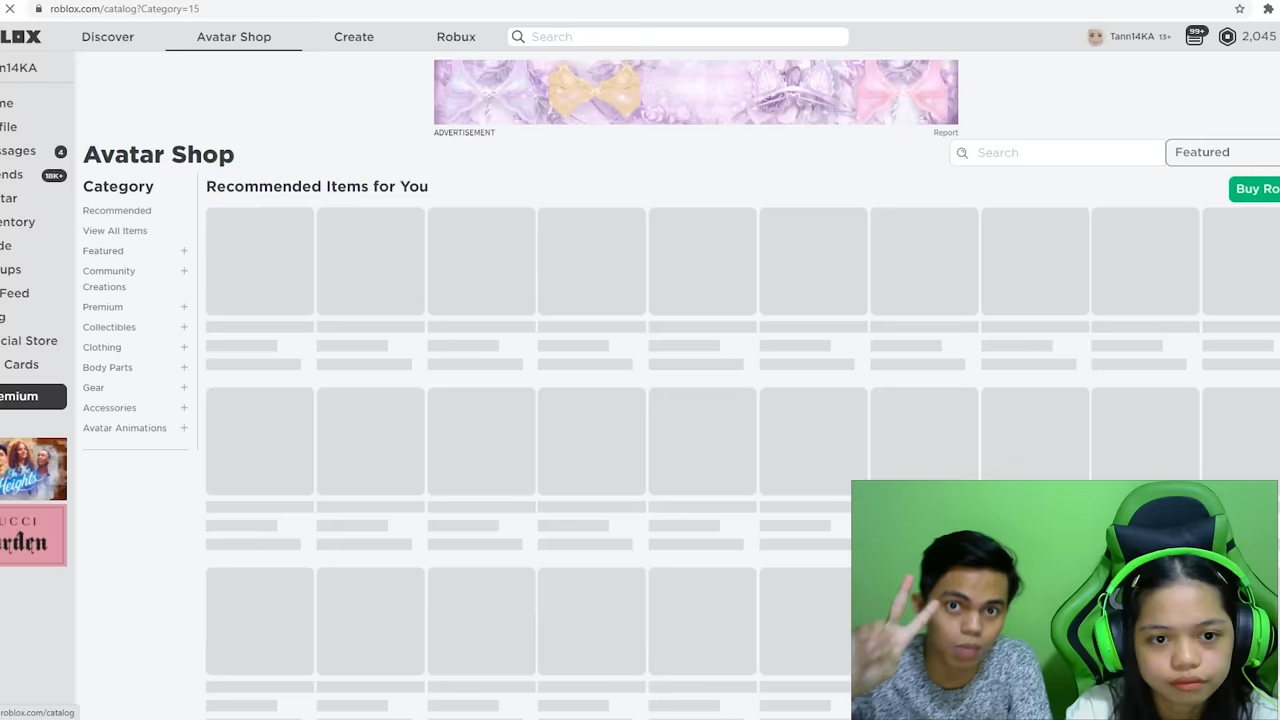 roblox.com/catalog?Category=15
LOX
Discover
Avatar Shop
Create
Robux
Search
Tann14KA 13+
99+
2,045
n14KA
me
file
ssages 4
ends 18K+
tar
entory
de
ups
Feed
g
cial Store
Cards
emium
Heights
UCCI
rden
ADVERTISEMENT
Report
Avatar Shop
Search
Featured
Category
Recommended
View All Items
Featured +
Community +
Creations
Premium +
Collectibles +
Clothing +
Body Parts +
Gear +
Accessories +
Avatar Animations +
Recommended Items for You
Buy Ro
roblox.com/catalog